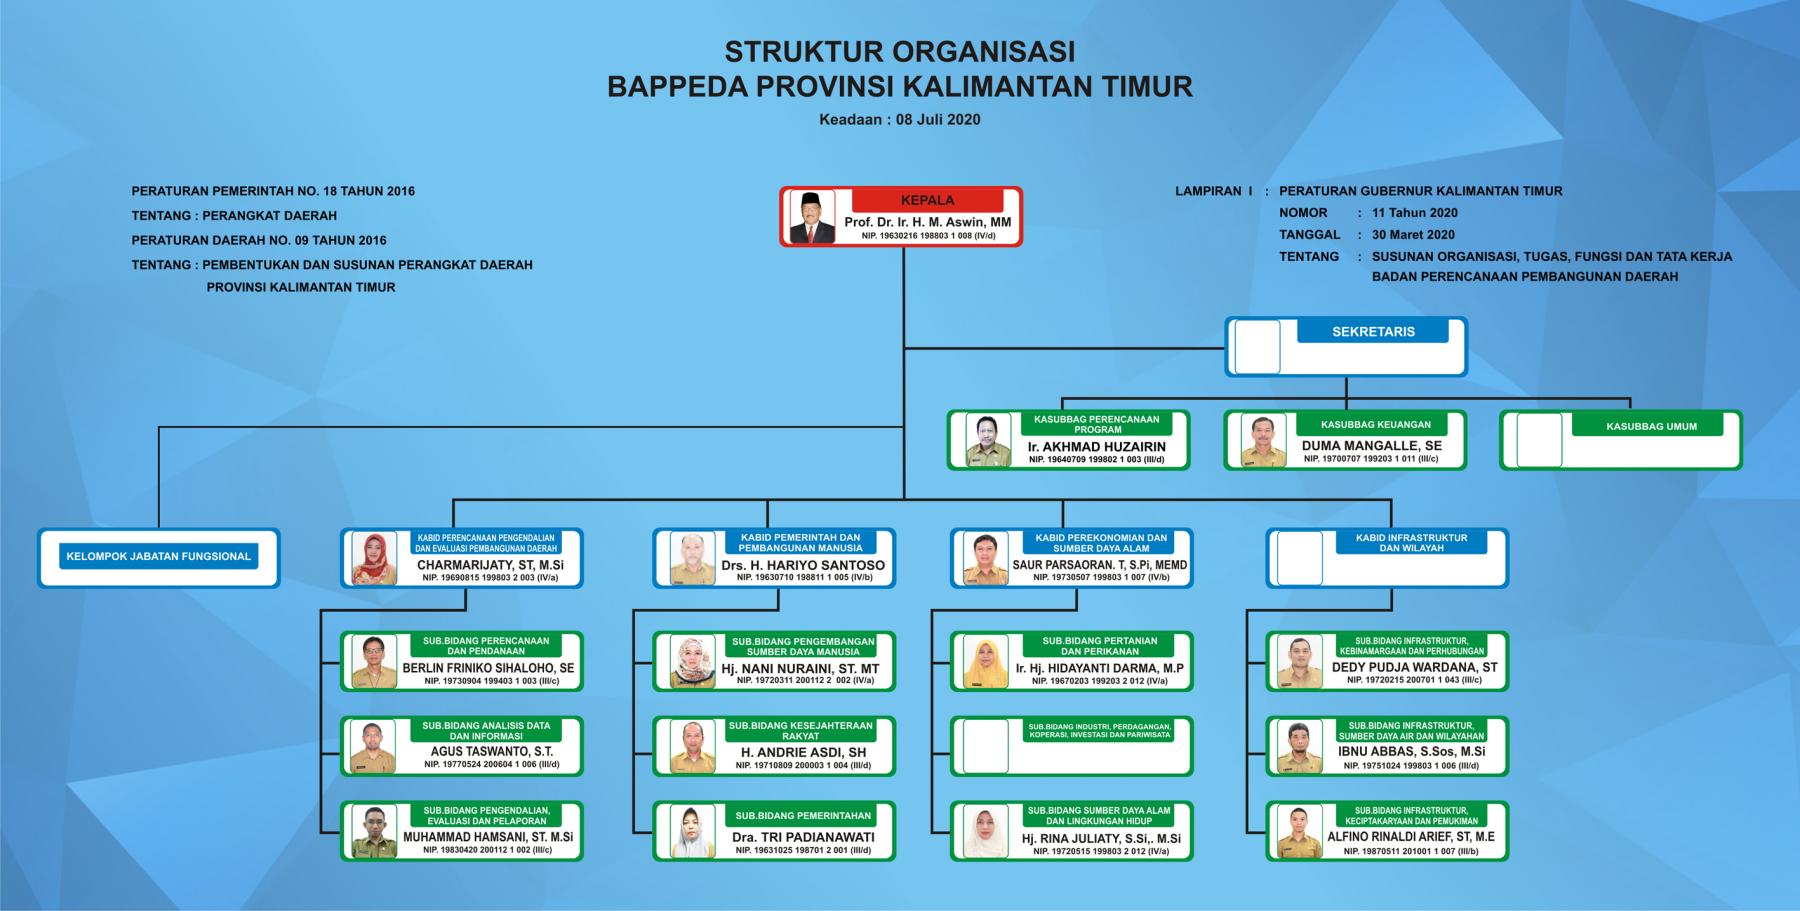 STRUKTUR ORGANISASI
BAPPEDA PROVINSI KALIMANTAN TIMUR
Keadaan : 08 Juli 2020
PERATURAN PEMERINTAH NO. 18 TAHUN 2016
TENTANG : PERANGKAT DAERAH
PERATURAN DAERAH NO. 09 TAHUN 2016
TENTANG : PEMBENTUKAN DAN SUSUNAN PERANGKAT DAERAH
PROVINSI KALIMANTAN TIMUR
KEPALA
Prof. Dr. Ir. H. M. Aswin, MM
NIP. 19630216 198803 1 008 (IV/d)
LAMPIRAN I : PERATURAN GUBERNUR KALIMANTAN TIMUR
NOMOR : 11 Tahun 2020
TANGGAL : 30 Maret 2020
TENTANG : SUSUNAN ORGANISASI, TUGAS, FUNGSI DAN TATA KERJA
BADAN PERENCANAAN PEMBANGUNAN DAERAH
SEKRETARIS
KASUBBAG PERENCANAAN
PROGRAM
Ir. AKHMAD HUZAIRIN
NIP. 19640709 199802 1 003 (III/d)
KASUBBAG KEUANGAN
DUMA MANGALLE, SE
NIP. 19700707 199203 1 011 (III/c)
KASUBBAG UMUM
KELOMPOK JABATAN FUNGSIONAL
KABID PERENCANAAN PENGENDALIAN
DAN EVALUASI PEMBANGUNAN DAERAH
CHARMARIJATY, ST, M.Si
NIP. 19690815 199803 2 003 (IV/a)
KABID PEMERINTAH DAN
PEMBANGUNAN MANUSIA
Drs. H. HARIYO SANTOSO
NIP. 19630710 198811 1 005 (IV/b)
KABID PEREKONOMIAN DAN
SUMBER DAYA ALAM
SAUR PARSAORAN. T, S.Pi, MEMD
NIP. 19730507 199803 1 007 (IV/b)
KABID INFRASTRUKTUR
DAN WILAYAH
SUB.BIDANG PERENCANAAN
DAN PENDANAAN
BERLIN FRINIKO SIHALOHO, SE
NIP. 19730904 199403 1 003 (III/c)
SUB.BIDANG PENGEMBANGAN
SUMBER DAYA MANUSIA
Hj. NANI NURAINI, ST. MT
NIP. 19720311 200112 2 002 (IV/a)
SUB.BIDANG PERTANIAN
DAN PERIKANAN
Ir. Hj. HIDAYANTI DARMA, M.P
NIP. 19670203 199203 2 012 (IV/a)
SUB.BIDANG INFRASTRUKTUR,
KEBINAMARGAAN DAN PERHUBUNGAN
DEDY PUDJA WARDANA, ST
NIP. 19720215 200701 1 043 (III/c)
SUB.BIDANG ANALISIS DATA
DAN INFORMASI
AGUS TASWANTO, S.T.
NIP. 19770524 200604 1 006 (III/d)
SUB.BIDANG KESEJAHTERAAN
RAKYAT
H. ANDRIE ASDI, SH
NIP. 19710809 200003 1 004 (III/d)
SUB.BIDANG INDUSTRI, PERDAGANGAN,
KOPERASI, INVESTASI DAN PARIWISATA
SUB.BIDANG INFRASTRUKTUR,
SUMBER DAYA AIR DAN WILAYAHAN
IBNU ABBAS, S.Sos, M.Si
NIP. 19751024 199803 1 006 (III/d)
SUB.BIDANG PENGENDALIAN,
EVALUASI DAN PELAPORAN
MUHAMMAD HAMSANI, ST. M.Si
NIP. 19830420 200112 1 002 (III/c)
SUB.BIDANG PEMERINTAHAN
Dra. TRI PADIANAWATI
NIP. 19631025 198701 2 001 (III/d)
SUB.BIDANG SUMBER DAYA ALAM
DAN LINGKUNGAN HIDUP
Hj. RINA JULIATY, S.Si,. M.Si
NIP. 19720515 199803 2 012 (IV/a)
SUB.BIDANG INFRASTRUKTUR,
KECIPTAKARYAAN DAN PEMUKIMAN
ALFINO RINALDI ARIEF, ST, M.E
NIP. 19870511 201001 1 007 (III/b)